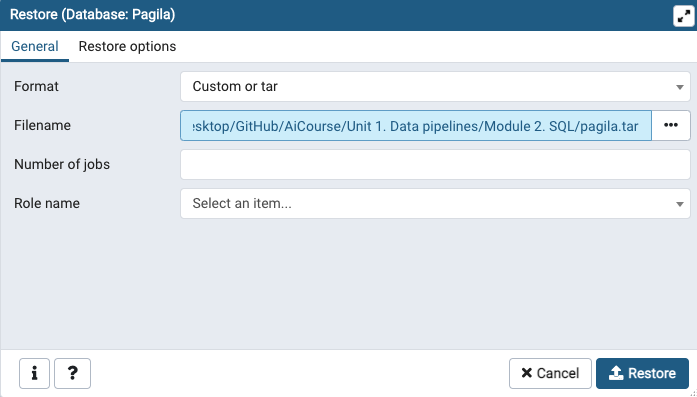 Restore (Database: Pagila)
General Restore options
Format Custom or tar
Filename esktop/GitHub/AiCourse/Unit 1. Data pipelines/Module 2. SQL/pagila.tar •••
Number of jobs
Role name Select an item...
i ? Cancel Restore